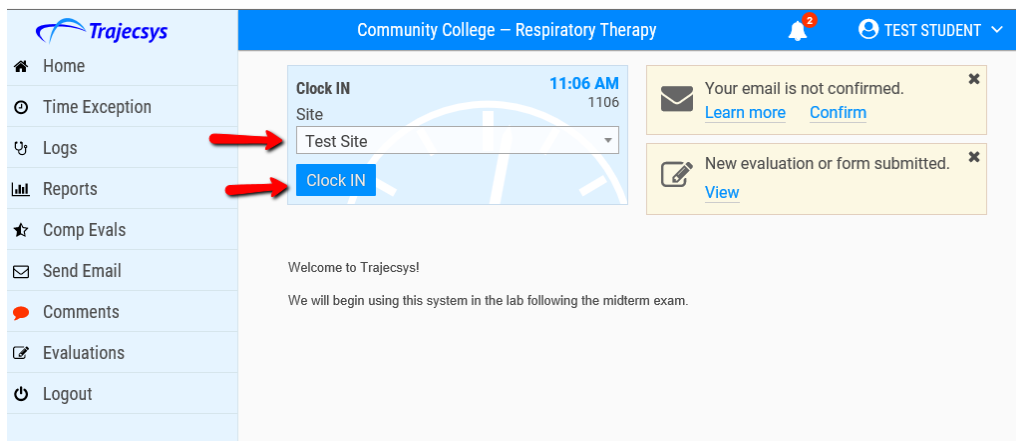 Trajecsys
Community College – Respiratory Therapy
2
TEST STUDENT
Home
Time Exception
Logs
Reports
Comp Evals
Send Email
Comments
Evaluations
Logout
Clock IN
11:06 AM
1106
Site
Test Site
Clock IN
Your email is not confirmed.
Learn more Confirm
New evaluation or form submitted.
View
Welcome to Trajecsys!
We will begin using this system in the lab following the midterm exam.